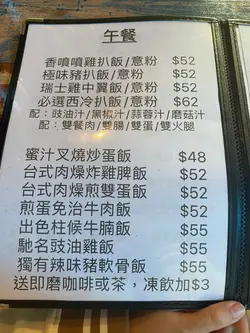 午餐
香噴噴雞扒飯/意粉 $52
極味豬扒飯/意粉 $52
瑞士雞中翼飯/意粉 $52
必選西冷扒飯/意粉 $62
配：豉油汁/黑椒汁/蒜蓉汁/磨菇汁
配：雙餐肉/雙腸/雙蛋/雙火腿
蜜汁叉燒炒蛋飯 $48
台式肉燥炸雞脾飯 $52
台式肉燥煎雙蛋飯 $52
煎蛋免治牛肉飯 $52
出色柱候牛腩飯 $55
馳名豉油雞飯 $55
獨有辣味豬軟骨飯 $55
送即磨咖啡或茶，凍飲加$3